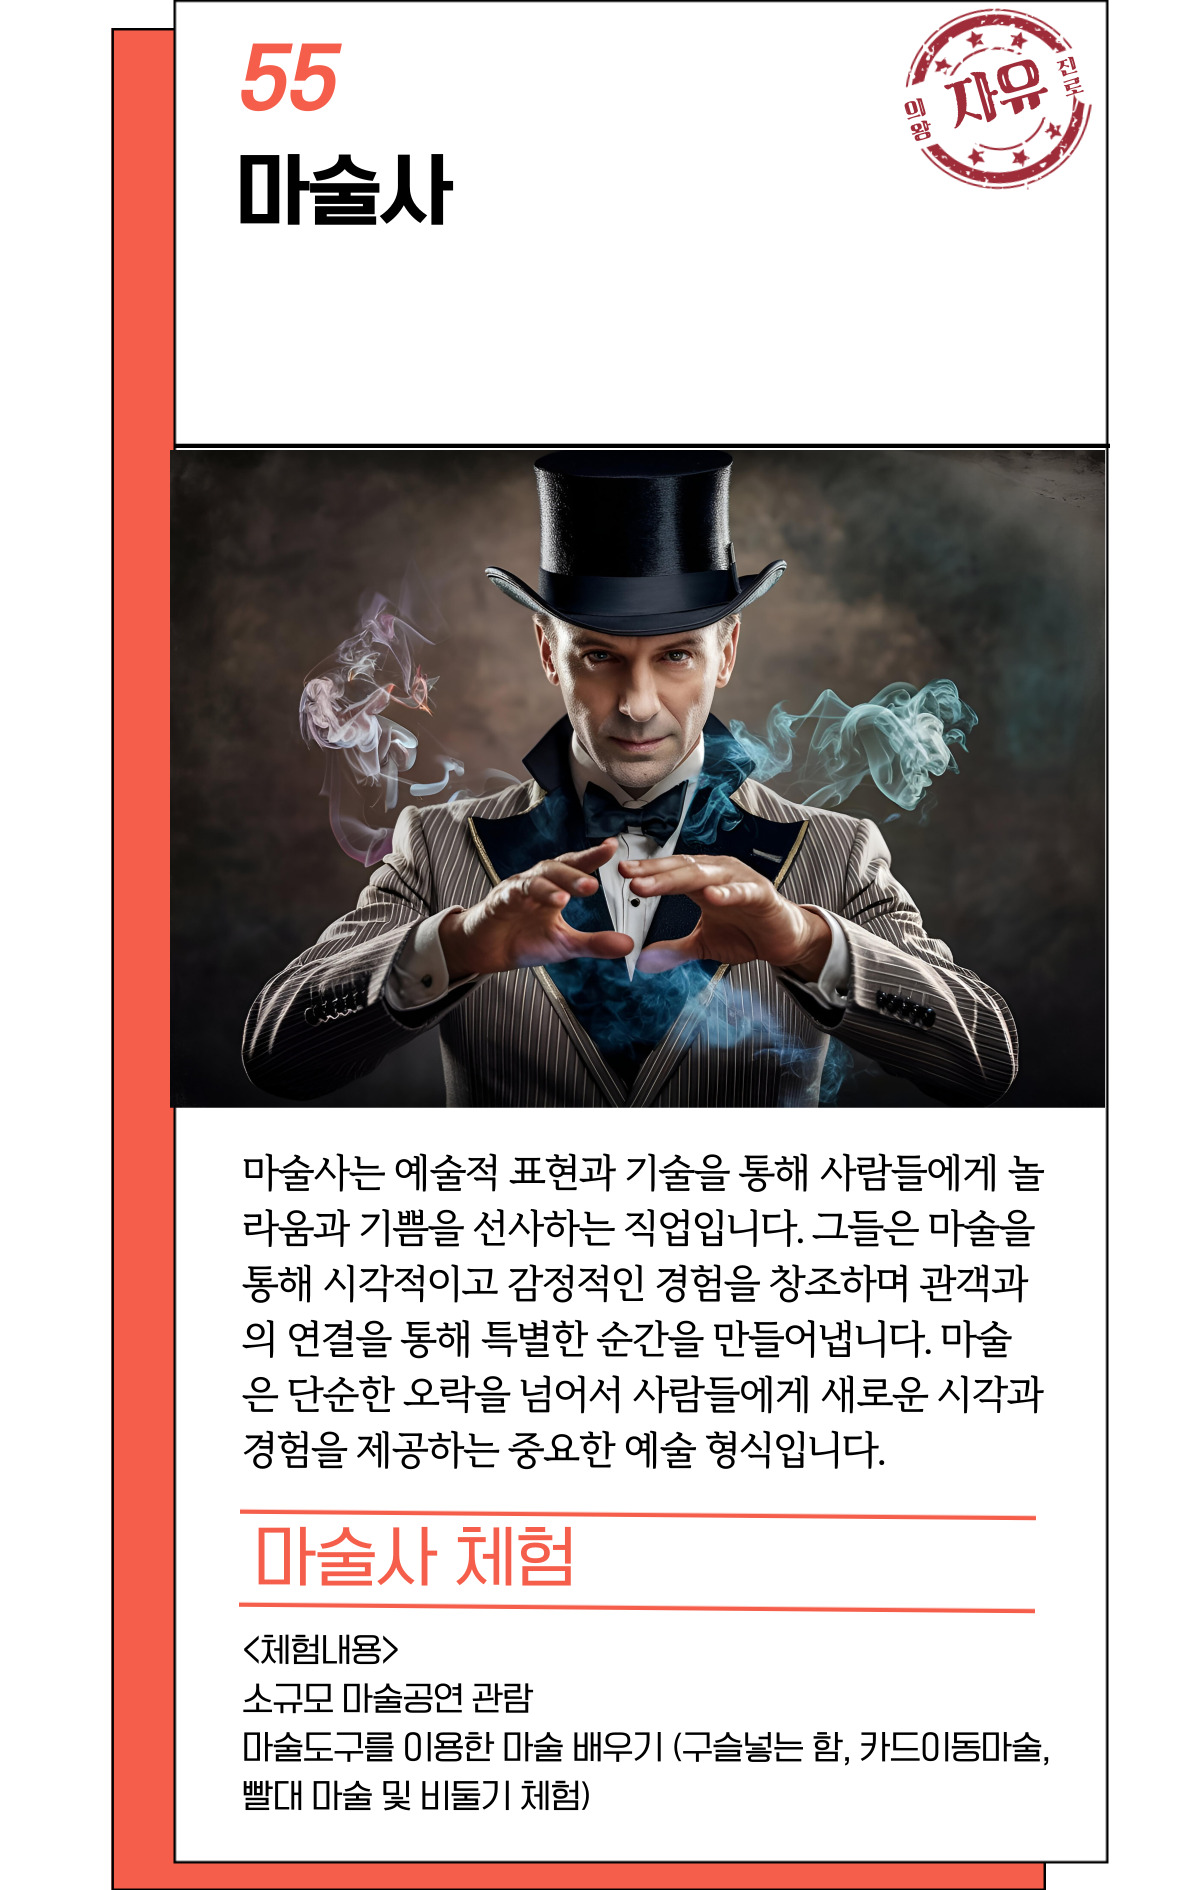 55
마술사
자유
진로
의왕
마술사는 예술적 표현과 기술을 통해 사람들에게 놀
라움과 기쁨을 선사하는 직업입니다. 그들은 마술을
통해 시각적이고 감정적인 경험을 창조하며 관객과
의 연결을 통해 특별한 순간을 만들어냅니다. 마술
은 단순한 오락을 넘어서 사람들에게 새로운 시각과
경험을 제공하는 중요한 예술 형식입니다.
마술사 체험
<체험내용>
소규모 마술공연 관람
마술도구를 이용한 마술 배우기 (구슬넣는 함, 카드이동마술,
빨대 마술 및 비둘기 체험)